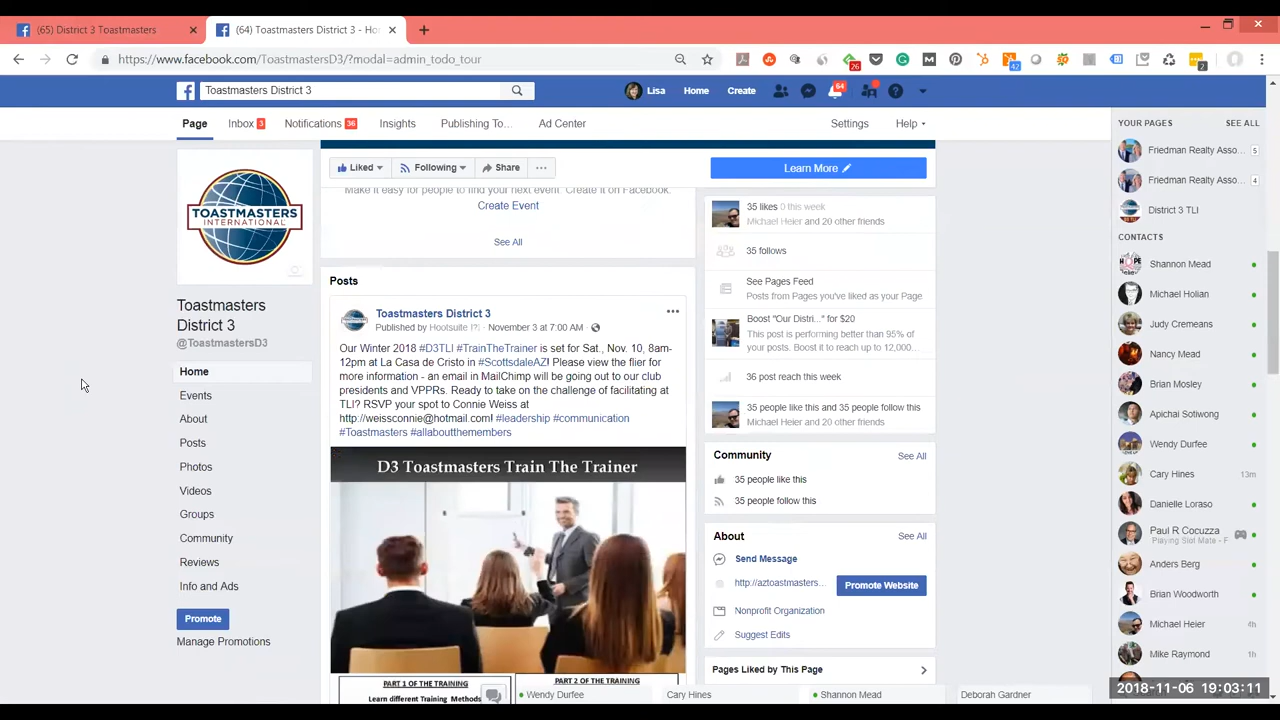 (65) District 3 Toastmasters
(64) Toastmasters District 3 - Ho
https://www.facebook.com/ToastmastersD3/?modal=admin_todo_tour
26
42
2
Toastmasters District 3
Lisa
Home
Create
64
Page
Inbox 3
Notifications 36
Insights
Publishing To...
Ad Center
Settings
Help
TOASTMASTERS
INTERNATIONAL
Toastmasters
District 3
@ToastmastersD3
Home
Events
About
Posts
Photos
Videos
Groups
Community
Reviews
Info and Ads
Promote
Manage Promotions
Liked
Following
Share
...
Learn More
Make it easy for people to find your next event. Create it on Facebook.
Create Event
See All
Posts
Toastmasters District 3
Published by Hootsuite [?] · November 3 at 7:00 AM ·
Our Winter 2018 #D3TLI #TrainTheTrainer is set for Sat., Nov. 10, 8am-
12pm at La Casa de Cristo in #ScottsdaleAZ! Please view the flier for
more information - an email in MailChimp will be going out to our club
presidents and VPPRs. Ready to take on the challenge of facilitating at
TLI? RSVP your spot to Connie Weiss at
http://weissconnie@hotmail.com! #leadership #communication
#Toastmasters #allaboutthemembers
D3 Toastmasters Train The Trainer
PART 1 OF THE TRAINING
Learn different Training Methods
PART 2 OF THE TRAINING
35 likes 0 this week
Michael Heier and 20 other friends
35 follows
See Pages Feed
Posts from Pages you've liked as your Page
Boost "Our Distri..." for $20
This post is performing better than 95% of
your posts. Boost it to reach up to 12,000...
36 post reach this week
35 people like this and 35 people follow this
Michael Heier and 20 other friends
Community
See All
35 people like this
35 people follow this
About
See All
Send Message
http://aztoastmasters...
Promote Website
Nonprofit Organization
Suggest Edits
Pages Liked by This Page
YOUR PAGES
SEE ALL
Friedman Realty Asso... 5
Friedman Realty Asso... 4
District 3 TLI
CONTACTS
Shannon Mead
Michael Holian
Judy Cremeans
Nancy Mead
Brian Mosley
Apichai Sotiwong
Wendy Durfee
Cary Hines 13m
Danielle Loraso
Paul R Cocuzza
Playing Slot Mate - F
Anders Berg
Brian Woodworth
Michael Heier 4h
Mike Raymond 1h
Wendy Durfee
Cary Hines
Shannon Mead
Deborah Gardner
2018-11-06 19:03:11